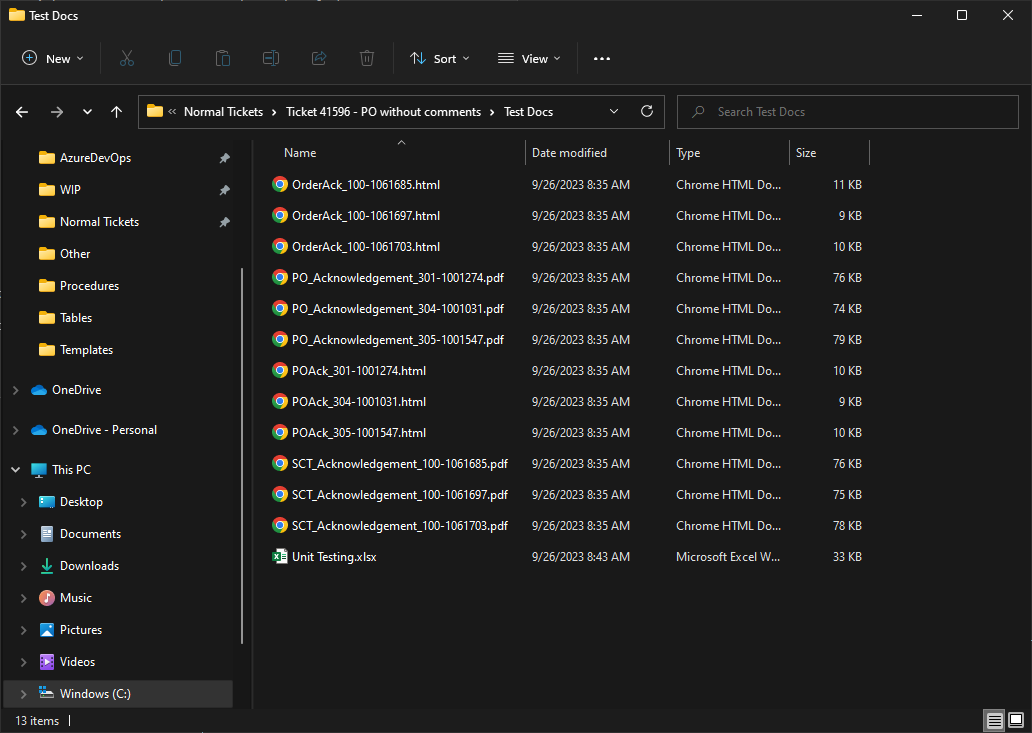 Test Docs
New Sort View
« Normal Tickets > Ticket 41596 - PO without comments > Test Docs Search Test Docs
AzureDevOps
WIP
Normal Tickets
Other
Procedures
Tables
Templates
OneDrive
OneDrive - Personal
This PC
Desktop
Documents
Downloads
Music
Pictures
Videos
Windows (C:)
Name Date modified Type Size
OrderAck_100-1061685.html 9/26/2023 8:35 AM Chrome HTML Do... 11 KB
OrderAck_100-1061697.html 9/26/2023 8:35 AM Chrome HTML Do... 9 KB
OrderAck_100-1061703.html 9/26/2023 8:35 AM Chrome HTML Do... 10 KB
PO_Acknowledgement_301-1001274.pdf 9/26/2023 8:35 AM Chrome HTML Do... 76 KB
PO_Acknowledgement_304-1001031.pdf 9/26/2023 8:35 AM Chrome HTML Do... 74 KB
PO_Acknowledgement_305-1001547.pdf 9/26/2023 8:35 AM Chrome HTML Do... 79 KB
POAck_301-1001274.html 9/26/2023 8:35 AM Chrome HTML Do... 10 KB
POAck_304-1001031.html 9/26/2023 8:35 AM Chrome HTML Do... 9 KB
POAck_305-1001547.html 9/26/2023 8:35 AM Chrome HTML Do... 10 KB
SCT_Acknowledgement_100-1061685.pdf 9/26/2023 8:35 AM Chrome HTML Do... 76 KB
SCT_Acknowledgement_100-1061697.pdf 9/26/2023 8:35 AM Chrome HTML Do... 75 KB
SCT_Acknowledgement_100-1061703.pdf 9/26/2023 8:35 AM Chrome HTML Do... 78 KB
Unit Testing.xlsx 9/26/2023 8:43 AM Microsoft Excel W... 33 KB
13 items